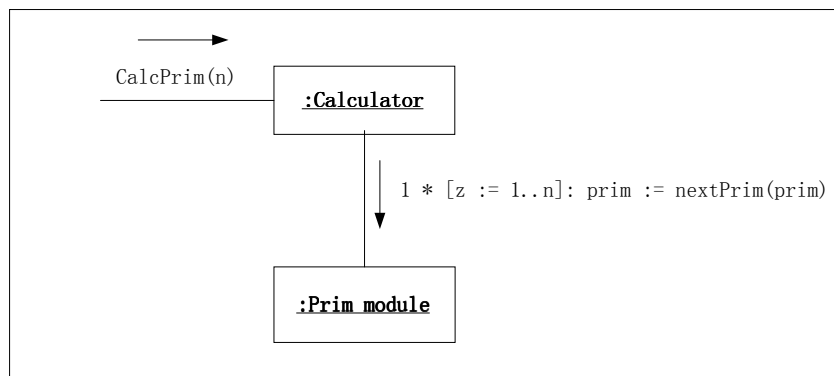 CalcPrim(n)
:Calculator
1 * [z := 1..n]: prim := nextPrim(prim)
:Prim module